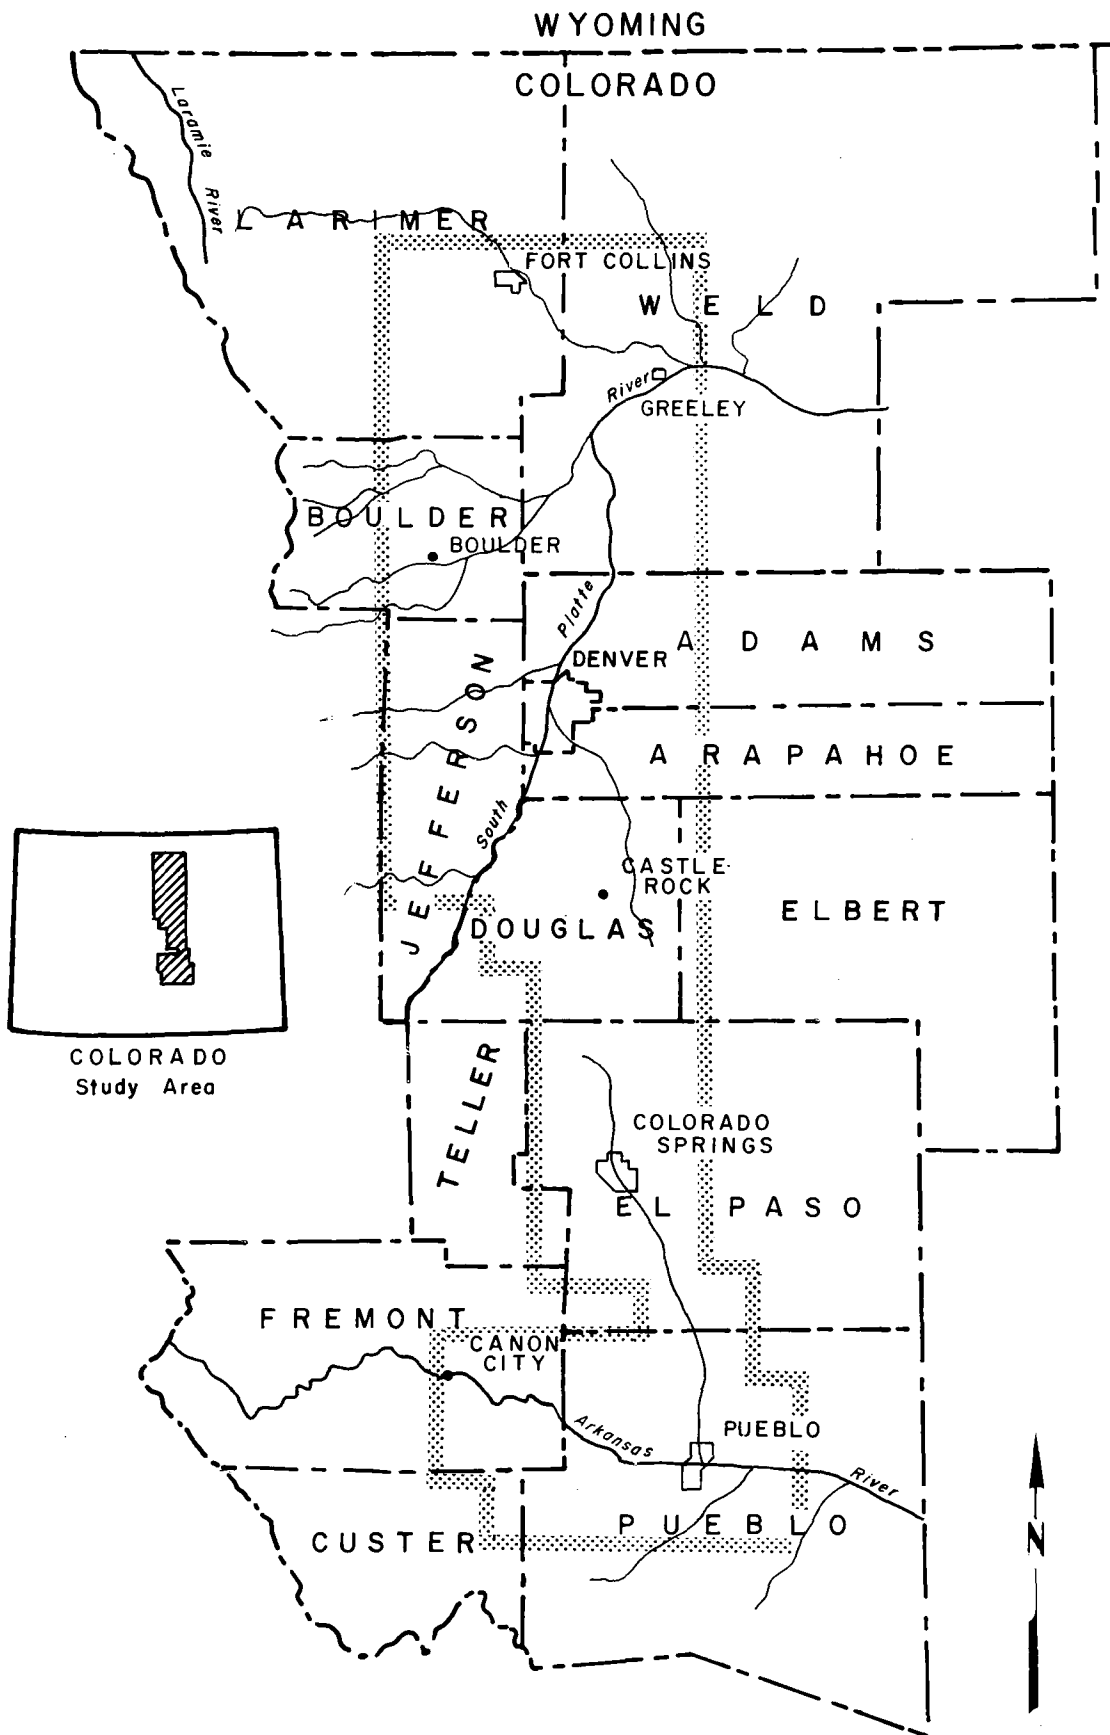 WYOMING
COLORADO
Laramie River
LARIMER
FORT COLLINS
WELD
River
GREELEY
BOULDER
BOULDER
Platte
ADAMS
DENVER
JEFFERSON
ARAPAHOE
South
CASTLE
ROCK
ELBERT
DOUGLAS
COLORADO
Study Area
TELLER
COLORADO
SPRINGS
EL PASO
FREMONT
CANON
CITY
Arkansas
PUEBLO
River
PUEBLO
CUSTER
N